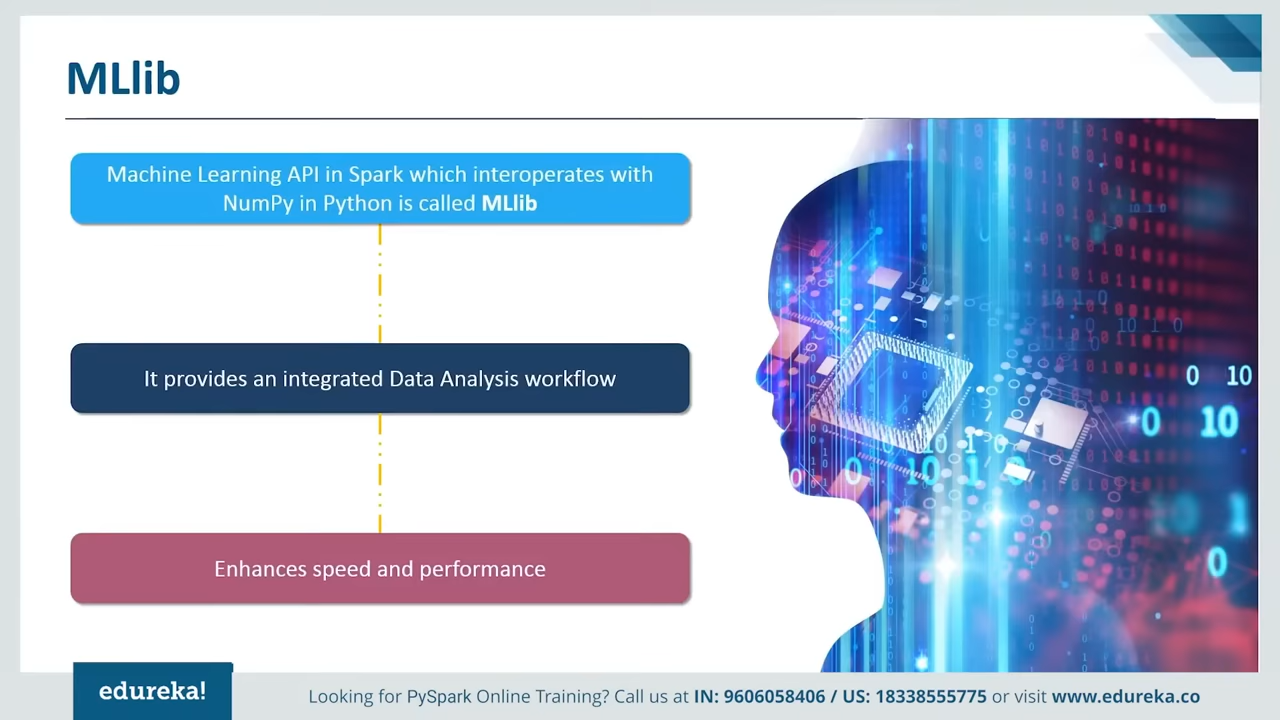 MLlib
Machine Learning API in Spark which interoperates with
NumPy in Python is called MLlib
It provides an integrated Data Analysis workflow
Enhances speed and performance
edureka!
Looking for PySpark Online Training? Call us at IN: 9606058406 / US: 18338555775 or visit www.edureka.co